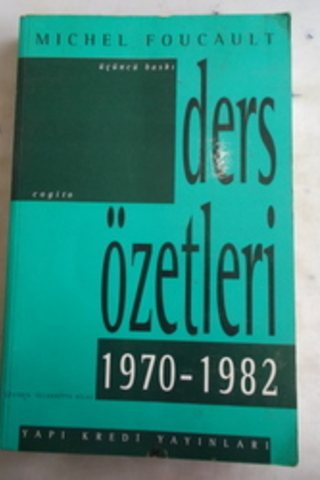 MICHEL FOUCAULT
üçüncü baskı
ders
cogito
özetleri
1970-1982
YAPI KREDİ YAYINLARI